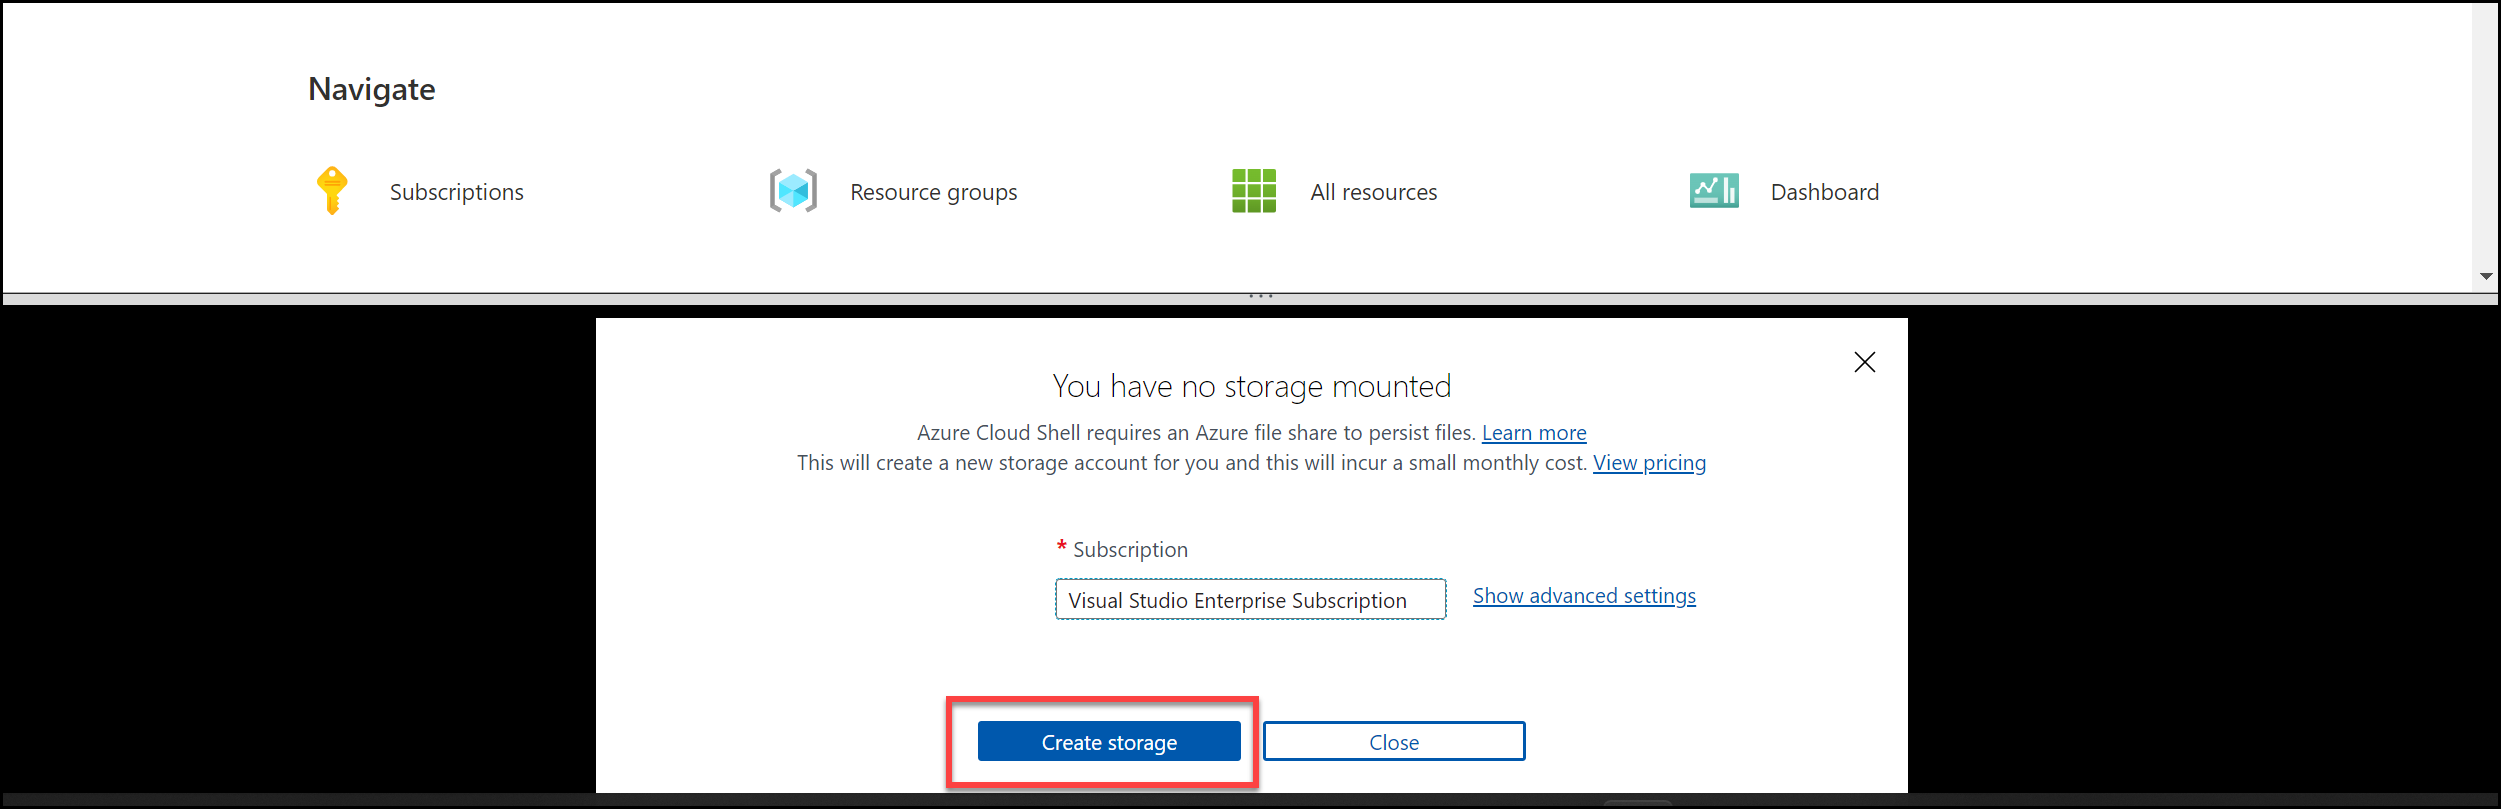 Navigate
Subscriptions
Resource groups
All resources
Dashboard
You have no storage mounted
Azure Cloud Shell requires an Azure file share to persist files. Learn more
This will create a new storage account for you and this will incur a small monthly cost. View pricing
* Subscription
Visual Studio Enterprise Subscription
Show advanced settings
Create storage
Close